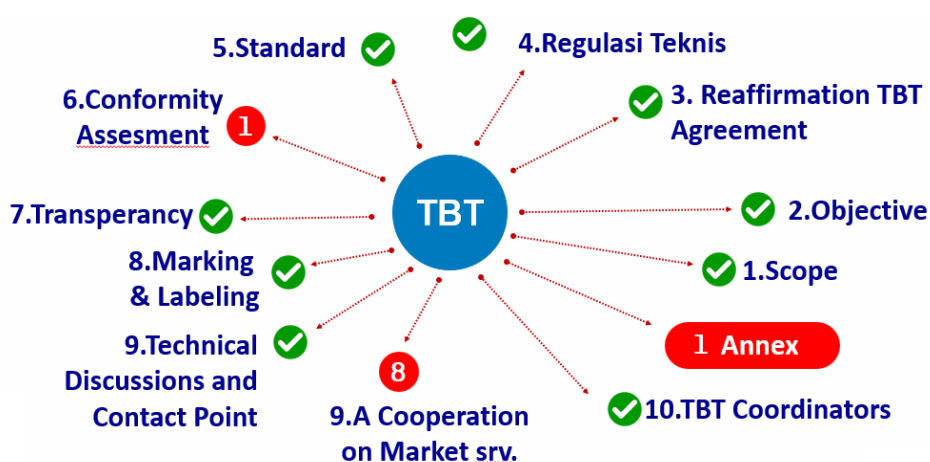 5.Standard
4.Regulasi Teknis
6.Conformity
Assesment
1
3. Reaffirmation TBT
Agreement
TBT
7.Transperancy
2.Objective
8.Marking
& Labeling
1.Scope
9.Technical
Discussions and
Contact Point
1 Annex
8
9.A Cooperation
on Market srv.
10.TBT Coordinators